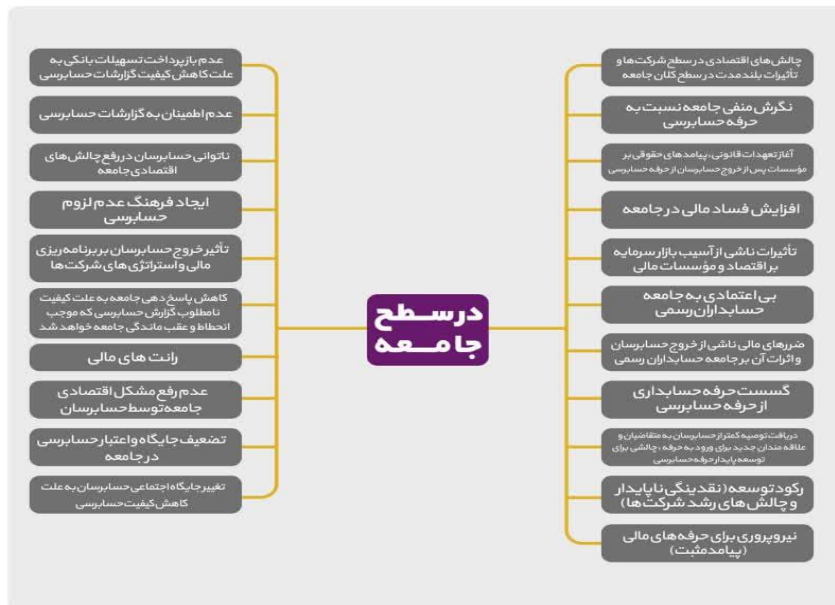 چالش‌های اقتصادی در سطح شرکت‌ها و
تأثیرات بلندمدت در سطح کلان جامعه
نگرش منفی جامعه نسبت به
حرفه حسابرسی
آغاز تعهدات قانونی، پیامدهای حقوقی بر
مؤسسات پس از خروج حسابرسان از حرفه حسابرسی
افزایش فساد مالی در جامعه
تأثیرات ناشی از آسیب بازار سرمایه
بر اقتصاد و مؤسسات مالی
بی‌اعتمادی به جامعه
حسابداران رسمی
ضررهای مالی ناشی از خروج حسابرسان
و اثرات آن بر جامعه حسابداران رسمی
گسست حرفه حسابداری
از حرفه حسابرسی
دریافت توصیه کمتر از حسابرسان به متقاضیان و
علاقه مندان جدید برای ورود به حرفه، چالشی برای
توسعه پایدار حرفه حسابرسی
رکود توسعه (نقدینگی ناپایدار
و چالش‌های رشد شرکت‌ها)
نیروپروری برای حرفه‌های مالی
(پیامد مثبت)
در سطح
جامعه
عدم بازپرداخت تسهیلات بانکی به
علت کاهش کیفیت گزارشات حسابرسی
عدم اطمینان به گزارشات حسابرسی
ناتوانی حسابرسان در رفع چالش‌های
اقتصادی جامعه
ایجاد فرهنگ عدم لزوم
حسابرسی
تأثیر خروج حسابرسان بر برنامه‌ریزی
مالی و استراتژی‌های شرکت‌ها
کاهش پاسخ‌دهی جامعه به علت کیفیت
نامطلوب گزارش حسابرسی که موجب
انحطاط و عقب ماندگی جامعه خواهد شد
رانت های مالی
عدم رفع مشکل اقتصادی
جامعه توسط حسابرسان
تضعیف جایگاه و اعتبار حسابرسی
در جامعه
تغییر جایگاه اجتماعی حسابرسان به علت
کاهش کیفیت حسابرسی